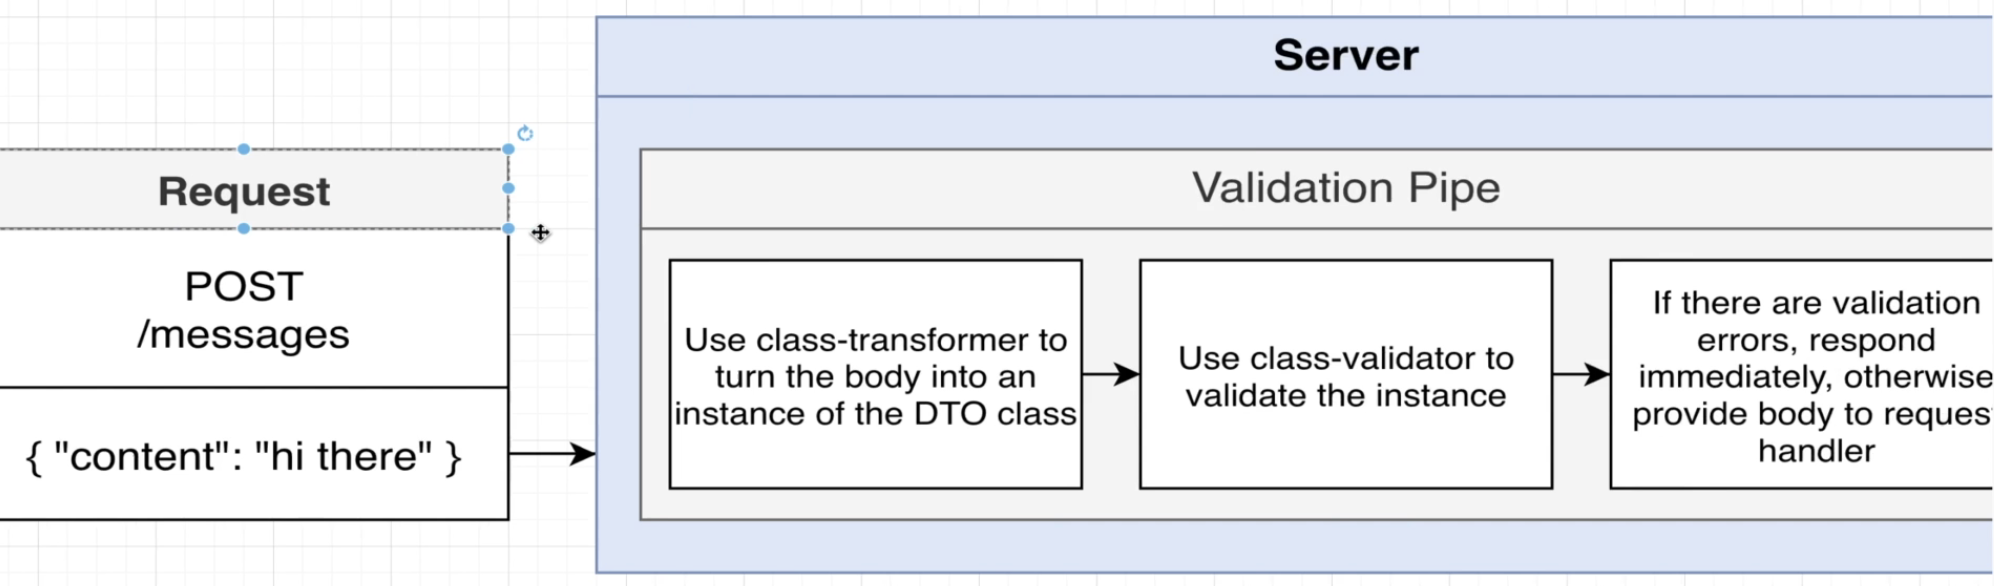 Server
Request
Validation Pipe
POST
/messages
{ "content": "hi there" }
Use class-transformer to
turn the body into an
instance of the DTO class
Use class-validator to
validate the instance
If there are validation
errors, respond
immediately, otherwise
provide body to reques
handler